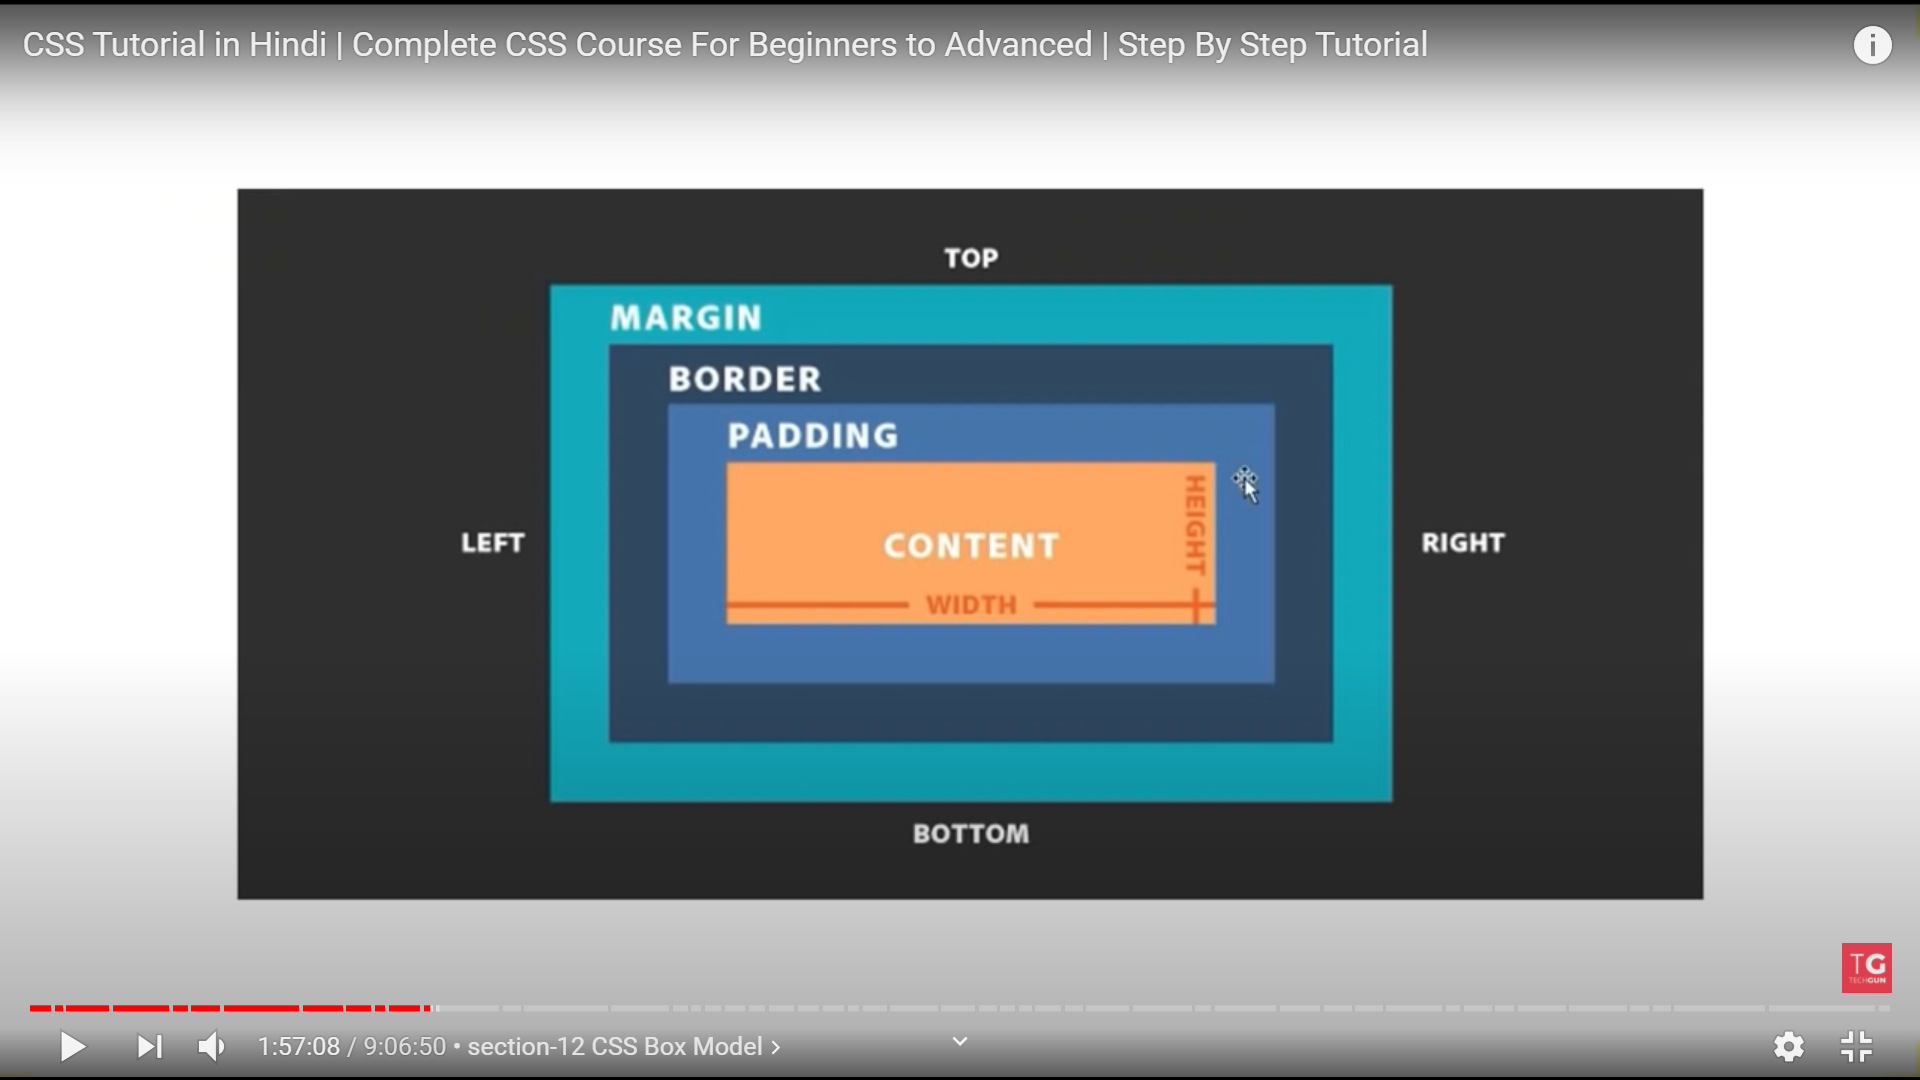 CSS Tutorial in Hindi | Complete CSS Course For Beginners to Advanced | Step By Step Tutorial
TOP
MARGIN
BORDER
PADDING
HEIGHT
LEFT
CONTENT
RIGHT
WIDTH
BOTTOM
TG
TECHGUN
1:57:08 / 9:06:50 • section-12 CSS Box Model >